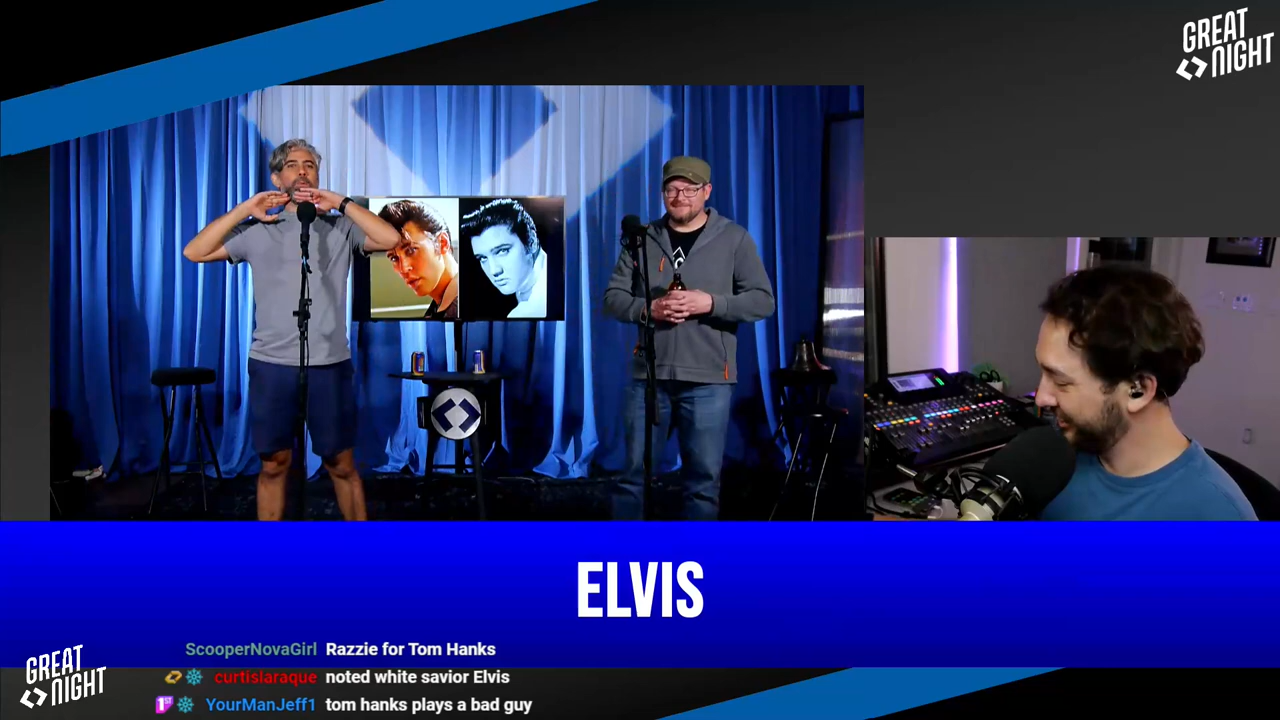 GREAT
NIGHT
ELVIS
ScooperNovaGirl Razzie for Tom Hanks
curtislaraque noted white savior Elvis
YourManJeff1 tom hanks plays a bad guy
GREAT
NIGHT